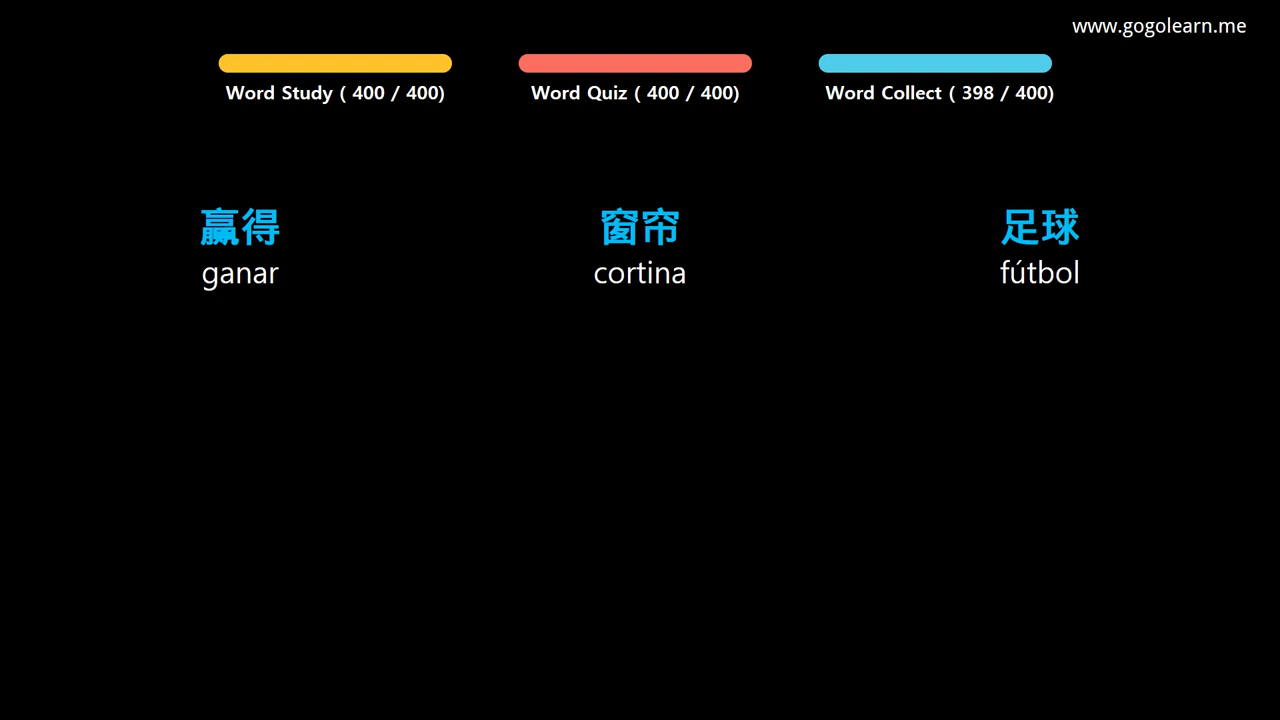 www.gogolearn.me
Word Study ( 400 / 400)
Word Quiz ( 400 / 400)
Word Collect ( 398 / 400)
赢得
ganar
窗帘
cortina
足球
fútbol